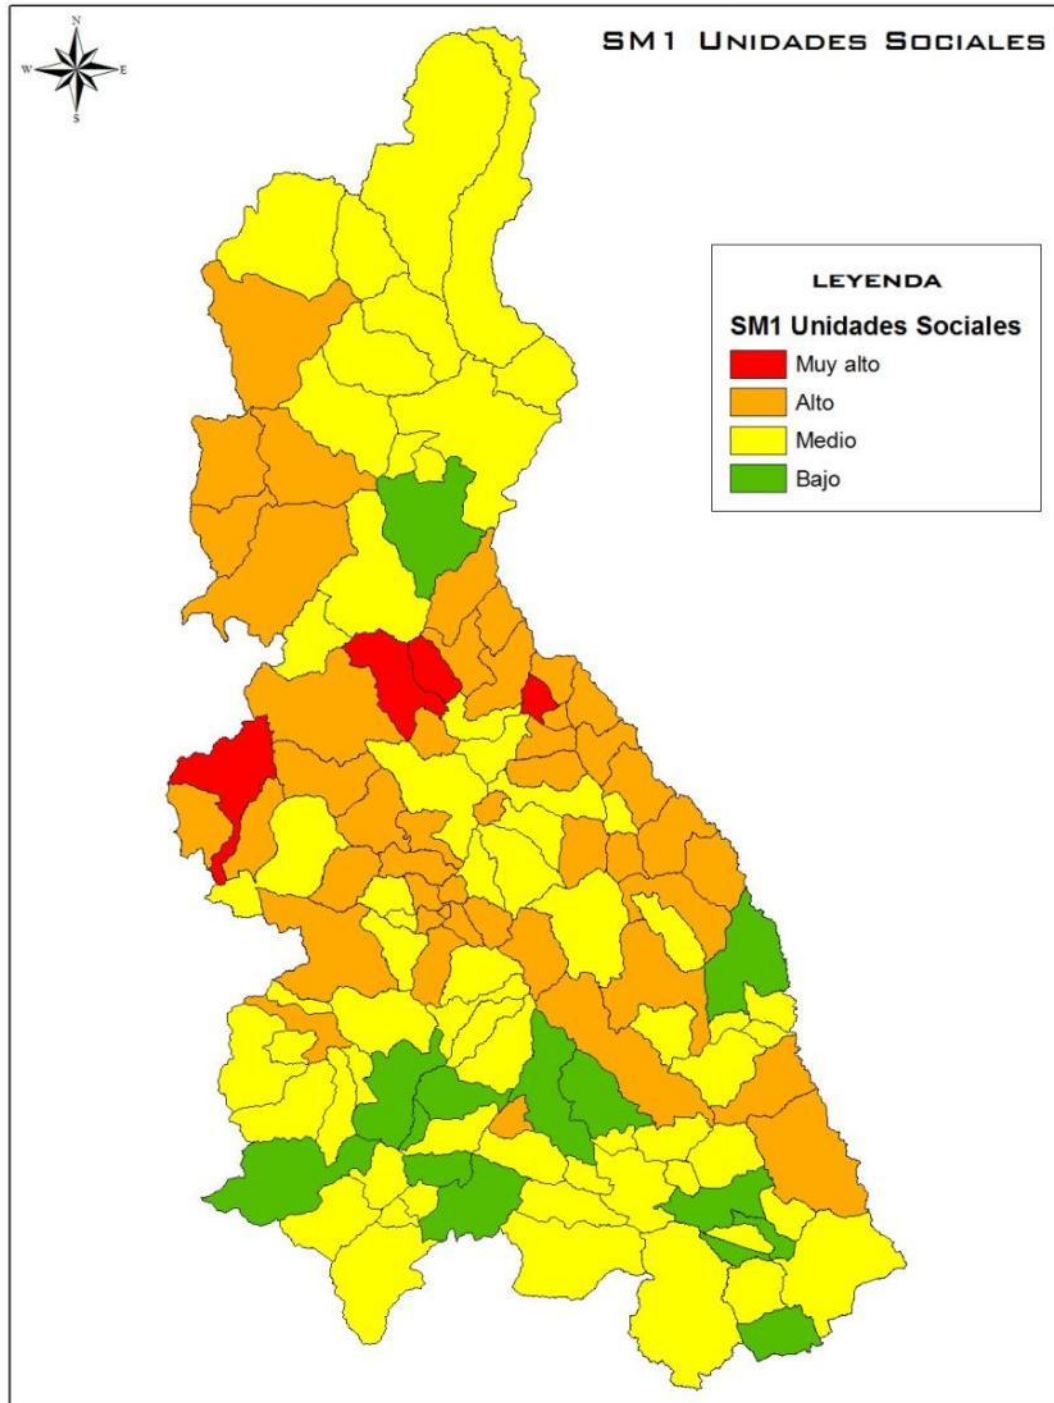 N
SM1 UNIDADES SOCIALES
W E
S
LEYENDA
SM1 Unidades Sociales
Muy alto
Alto
Medio
Bajo